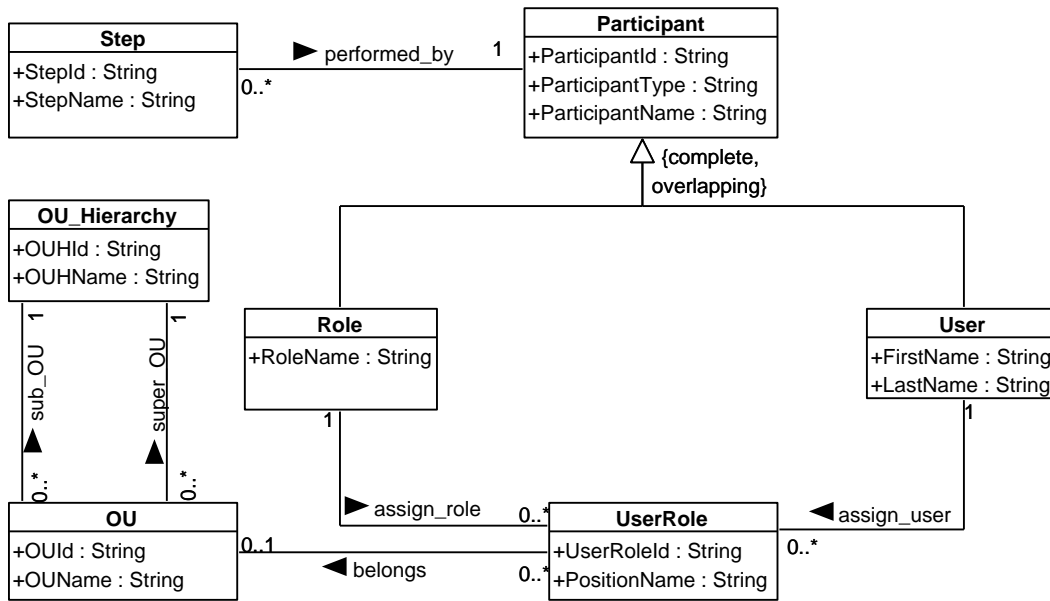 Step
+StepId : String
+StepName : String
▶ performed_by
0..*
1
Participant
+ParticipantId : String
+ParticipantType : String
+ParticipantName : String
{complete,
overlapping}
OU_Hierarchy
+OUHId : String
+OUHName : String
1
1
▶ sub_OU
▶ super_OU
0..*
0..*
Role
+RoleName : String
1
User
+FirstName : String
+LastName : String
1
▶ assign_role
0..*
◀ assign_user
0..*
OU
+OUId : String
+OUName : String
0..1
◀ belongs
0..*
UserRole
+UserRoleId : String
+PositionName : String